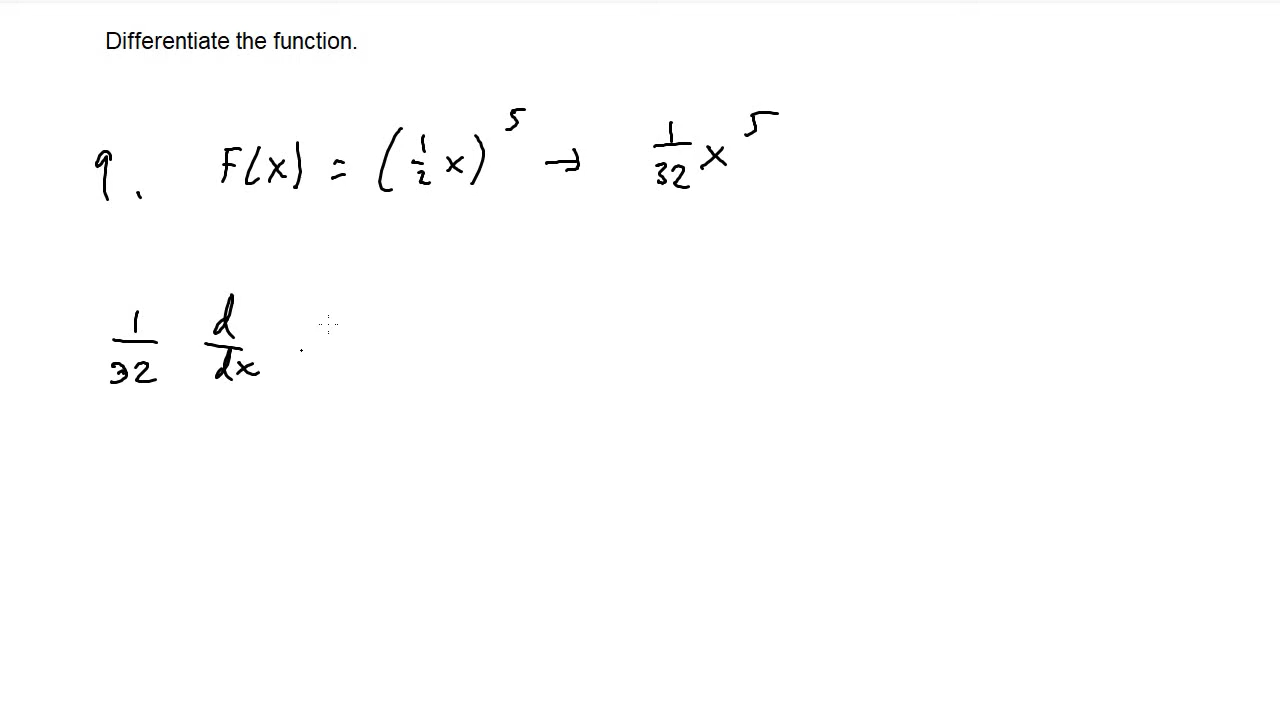 Differentiate the function.
9. F(x) = (1/2 x)^5 → 1/32 x^5
1/32 d/dx